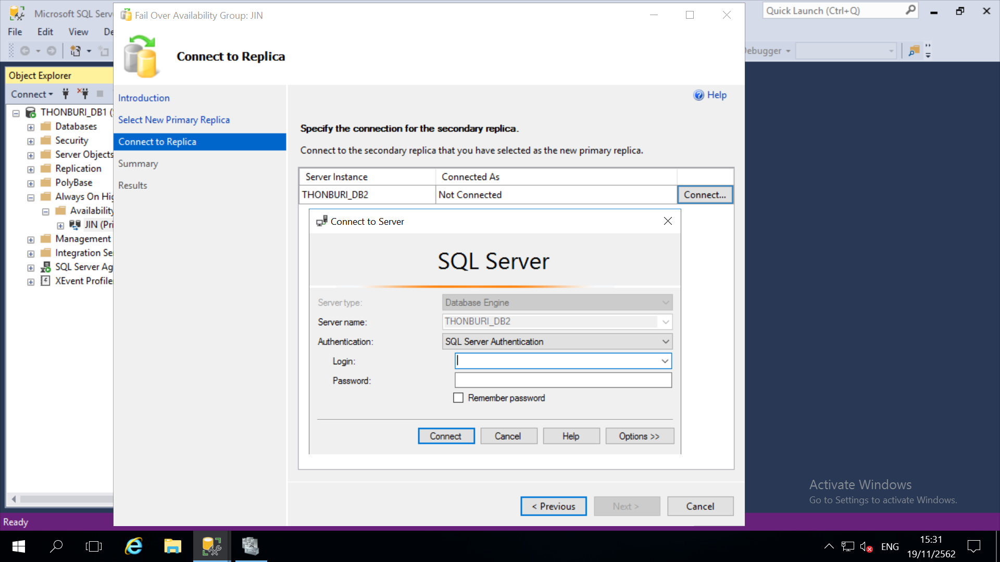 Microsoft SQL Serv
Fail Over Availability Group: JIN
Quick Launch (Ctrl+Q)
File Edit View De
Debugger
Connect to Replica
Object Explorer
Connect
THONBURI_DB1 (
Databases
Security
Server Objects
Replication
PolyBase
Always On Hig
Availability
JIN (Pri
Management
Integration Se
SQL Server Ag
XEvent Profile
Introduction
Select New Primary Replica
Connect to Replica
Summary
Results
Help
Specify the connection for the secondary replica.
Connect to the secondary replica that you have selected as the new primary replica.
Server Instance Connected As
THONBURI_DB2 Not Connected Connect...
Connect to Server
SQL Server
Server type: Database Engine
Server name: THONBURI_DB2
Authentication: SQL Server Authentication
Login:
Password:
Remember password
Connect Cancel Help Options >>
< Previous Next > Cancel
Activate Windows
Go to Settings to activate Windows.
Ready
ENG
15:31
19/11/2562